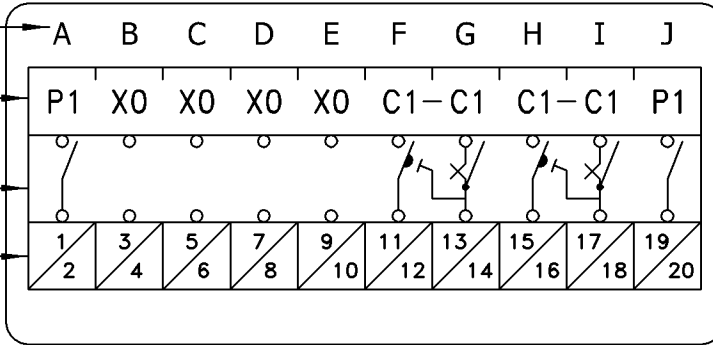 A B C D E F G H I J
P1 X0 X0 X0 X0 C1-C1 C1-C1 P1
1 3 5 7 9 11 13 15 17 19
2 4 6 8 10 12 14 16 18 20